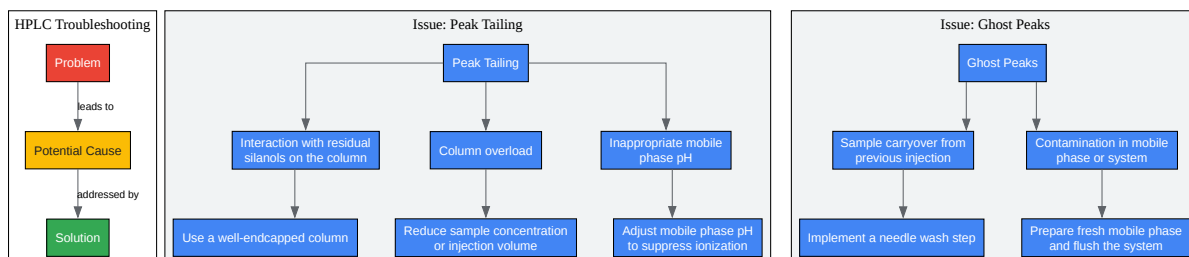 HPLC Troubleshooting
Problem
leads to
Potential Cause
addressed by
Solution
Issue: Peak Tailing
Peak Tailing
Interaction with residual
silanols on the column
Column overload
Inappropriate mobile
phase pH
Use a well-endcapped column
Reduce sample concentration
or injection volume
Adjust mobile phase pH
to suppress ionization
Issue: Ghost Peaks
Ghost Peaks
Sample carryover from
previous injection
Contamination in mobile
phase or system
Implement a needle wash step
Prepare fresh mobile phase
and flush the system